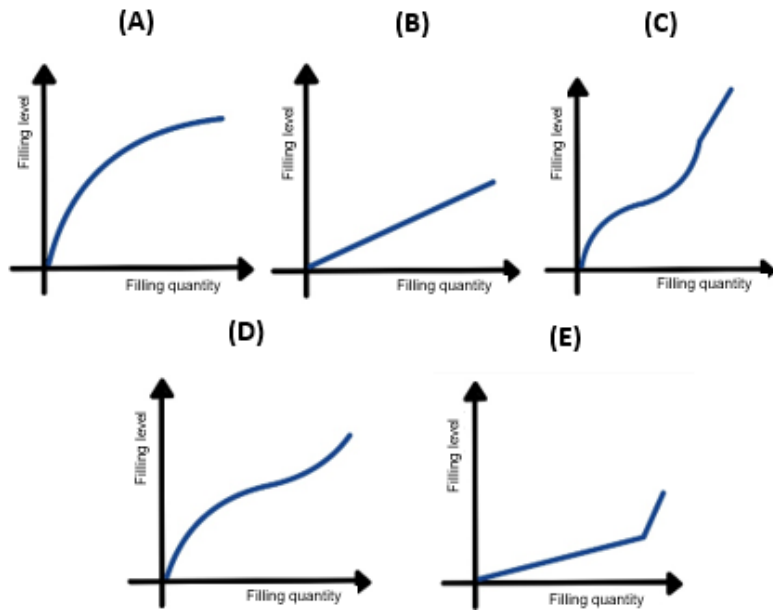 (A)
(B)
(C)
Filling level
Filling quantity
Filling level
Filling quantity
Filling level
Filling quantity
(D)
(E)
Filling level
Filling quantity
Filling level
Filling quantity